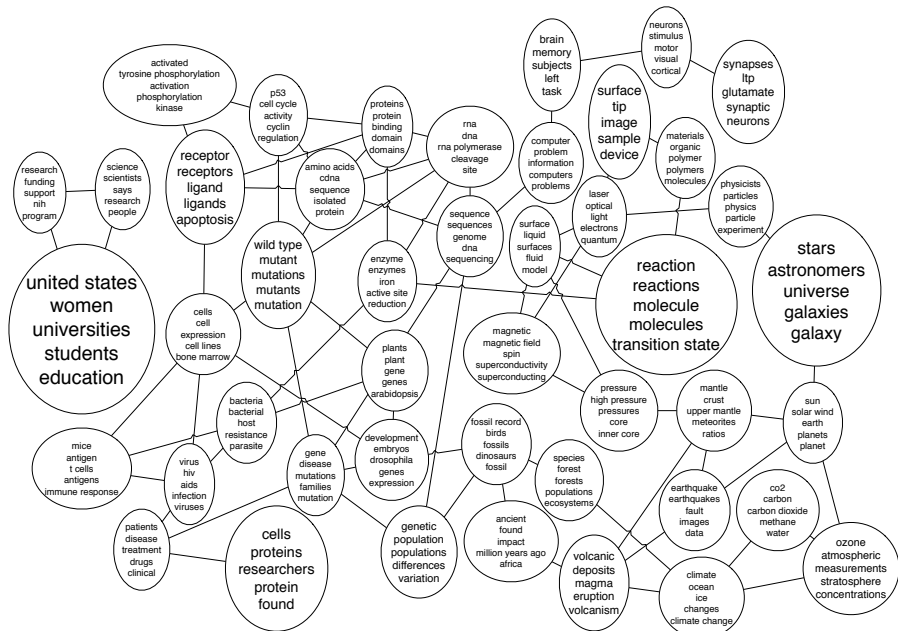 activated
tyrosine phosphorylation
activation
phosphorylation
kinase
p53
cell cycle
activity
cyclin
regulation
proteins
protein
binding
domain
domains
rna
dna
rna polymerase
cleavage
site
brain
memory
subjects
left
task
neurons
stimulus
motor
visual
cortical
synapses
ltp
glutamate
synaptic
neurons
surface
tip
image
sample
device
research
funding
support
nih
program
science
scientists
says
research
people
receptor
receptors
ligand
ligands
apoptosis
amino acids
cdna
sequence
isolated
protein
computer
problem
information
computers
problems
materials
organic
polymer
polymers
molecules
laser
optical
light
electrons
quantum
physicists
particles
physics
particle
experiment
united states
women
universities
students
education
wild type
mutant
mutations
mutants
mutation
enzyme
enzymes
iron
active site
reduction
sequences
sequence
genome
dna
sequencing
surface
liquid
surfaces
fluid
model
reaction
reactions
molecule
molecules
transition state
stars
astronomers
universe
galaxies
galaxy
cells
cell
expression
cell lines
bone marrow
plants
plant
gene
genes
arabidopsis
magnetic
magnetic field
spin
superconductivity
superconducting
bacteria
bacterial
host
resistance
parasite
pressure
high pressure
pressures
core
inner core
mantle
crust
upper mantle
meteorites
ratios
sun
solar wind
earth
planets
planet
mice
antigen
t cells
antigens
immune response
virus
hiv
aids
infection
viruses
gene
disease
mutations
families
mutation
development
embryos
drosophila
genes
expression
fossil record
birds
fossils
dinosaurs
fossil
species
forest
forests
populations
ecosystems
earthquake
earthquakes
fault
images
data
co2
carbon
carbon dioxide
methane
water
patients
disease
treatment
drugs
clinical
cells
proteins
researchers
protein
found
genetic
population
populations
differences
variation
ancient
found
impact
million years ago
africa
volcanic
deposits
magma
eruption
volcanism
climate
ocean
ice
changes
climate change
ozone
atmospheric
measurements
stratosphere
concentrations